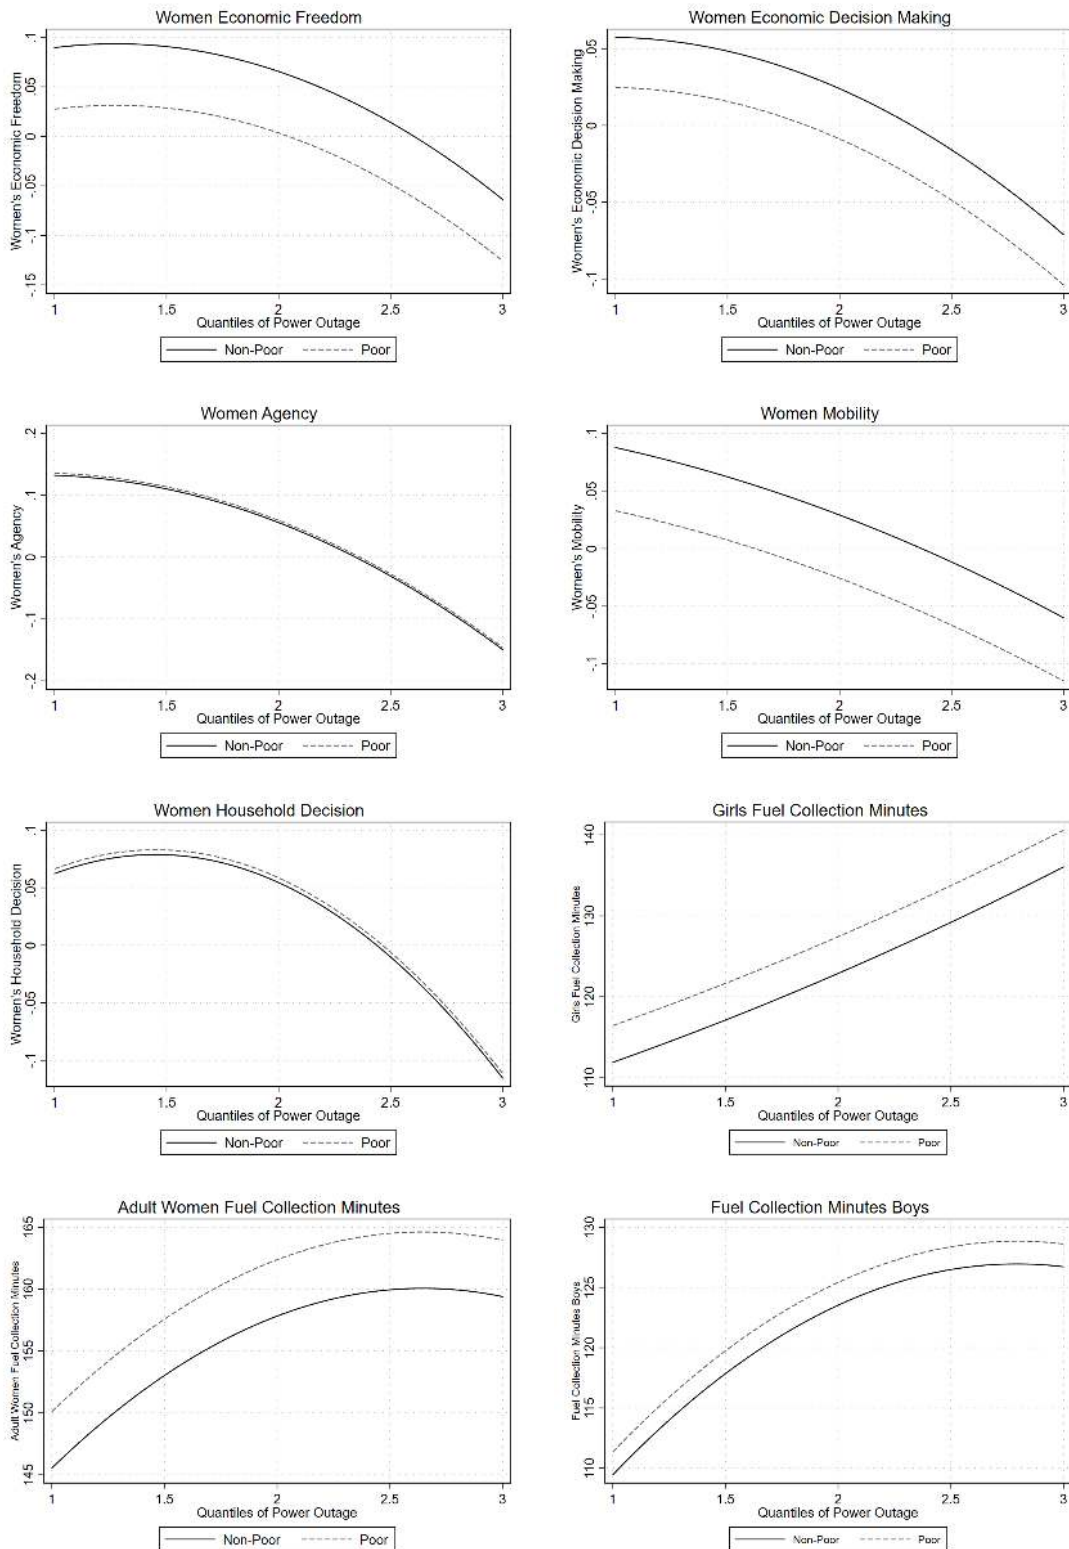 Women Economic Freedom
Women's Economic Freedom
.1
.05
0
-.05
-.1
-.15
1 1.5 2 2.5 3
Quantiles of Power Outage
Non-Poor Poor
Women Economic Decision Making
Women's Economic Decision Making
.05
0
-.05
-.1
1 1.5 2 2.5 3
Quantiles of Power Outage
Non-Poor Poor
Women Agency
Women's Agency
.2
.1
0
-.1
-.2
1 1.5 2 2.5 3
Quantiles of Power Outage
Non-Poor Poor
Women Mobility
Women's Mobility
.1
.05
0
-.05
-.1
1 1.5 2 2.5 3
Quantiles of Power Outage
Non-Poor Poor
Women Household Decision
Women's Household Decision
.1
.05
0
-.05
-.1
1 1.5 2 2.5 3
Quantiles of Power Outage
Non-Poor Poor
Girls Fuel Collection Minutes
Girls Fuel Collection Minutes
140
130
120
110
1 1.5 2 2.5 3
Quantiles of Power Outage
Non-Poor Poor
Adult Women Fuel Collection Minutes
Adult Women Fuel Collection Minutes
165
160
155
150
145
1 1.5 2 2.5 3
Quantiles of Power Outage
Non-Poor Poor
Fuel Collection Minutes Boys
Fuel Collection Minutes Boys
130
125
120
115
110
1 1.5 2 2.5 3
Quantiles of Power Outage
Non-Poor Poor